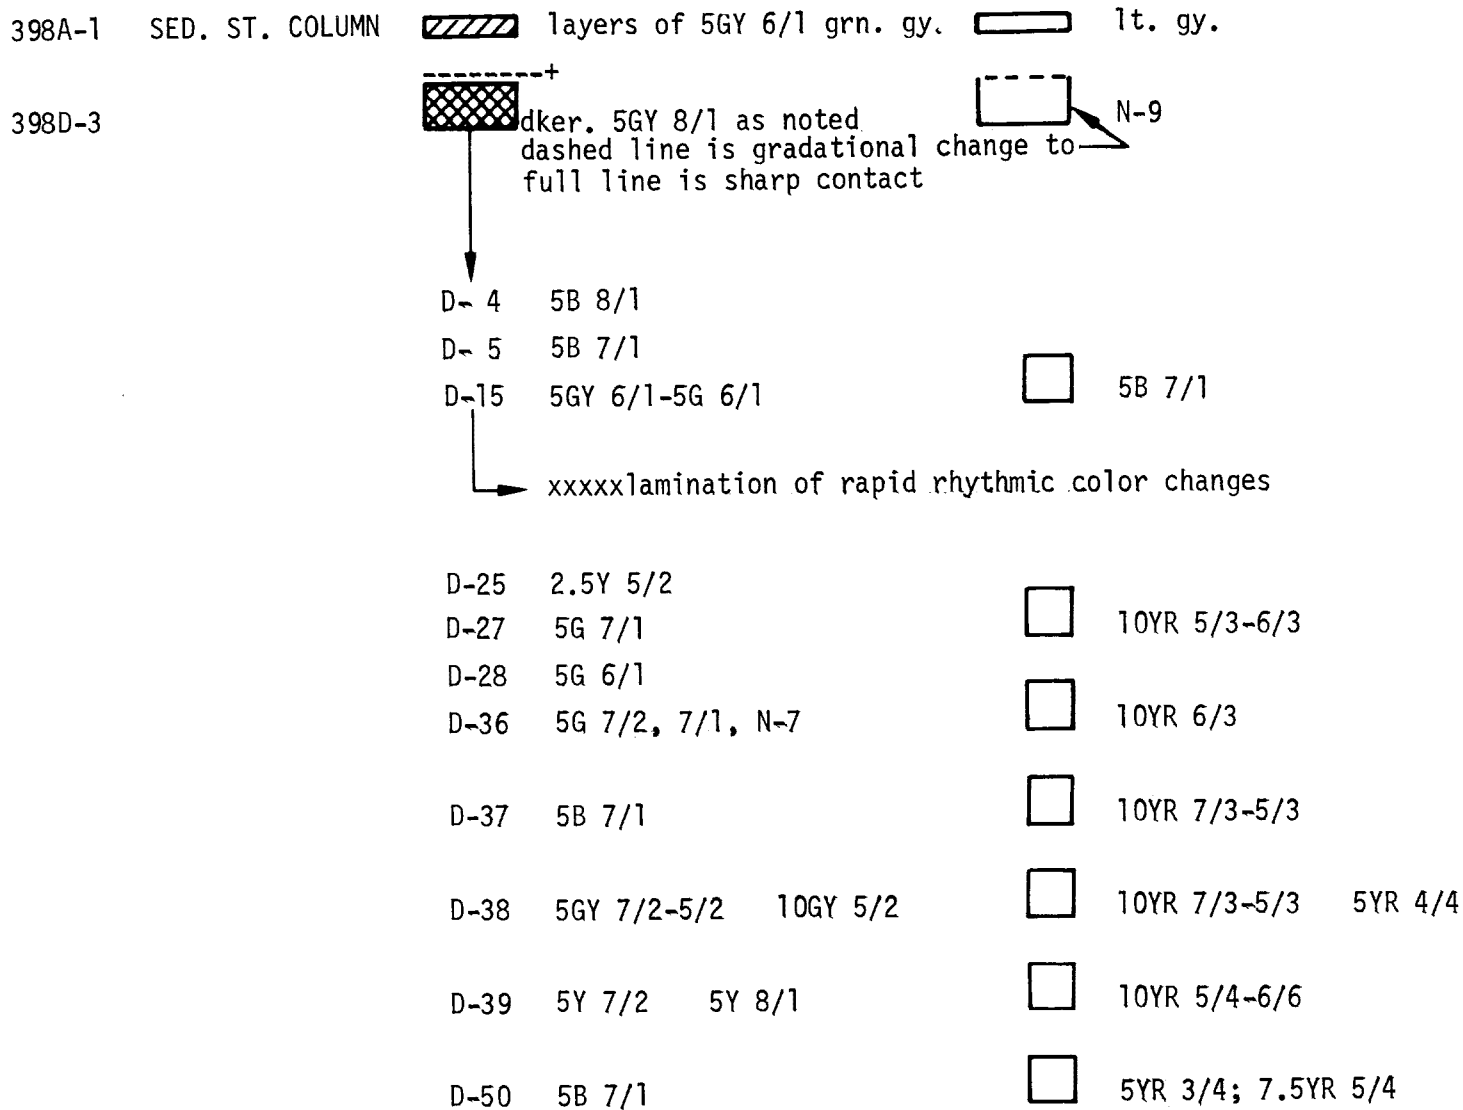 398A-1 SED. ST. COLUMN layers of 5GY 6/1 grn. gy. lt. gy.
--------+
398D-3 dker. 5GY 8/1 as noted N-9
dashed line is gradational change to
full line is sharp contact
D- 4 5B 8/1
D- 5 5B 7/1
D-15 5GY 6/1-5G 6/1 5B 7/1
xxxxxlamination of rapid rhythmic color changes
D-25 2.5Y 5/2
D-27 5G 7/1 10YR 5/3-6/3
D-28 5G 6/1
D-36 5G 7/2, 7/1, N-7 10YR 6/3
D-37 5B 7/1 10YR 7/3-5/3
D-38 5GY 7/2-5/2 10GY 5/2 10YR 7/3-5/3 5YR 4/4
D-39 5Y 7/2 5Y 8/1 10YR 5/4-6/6
D-50 5B 7/1 5YR 3/4; 7.5YR 5/4